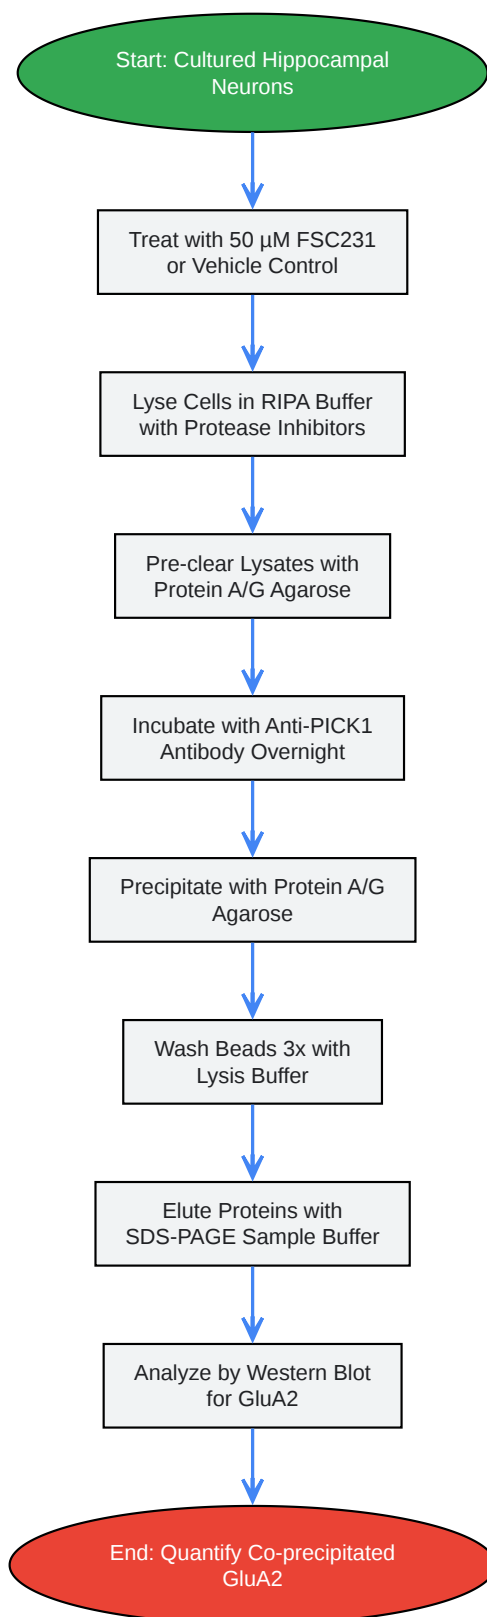 Start: Cultured Hippocampal
Neurons
Treat with 50 µM FSC231
or Vehicle Control
Lyse Cells in RIPA Buffer
with Protease Inhibitors
Pre-clear Lysates with
Protein A/G Agarose
Incubate with Anti-PICK1
Antibody Overnight
Precipitate with Protein A/G
Agarose
Wash Beads 3x with
Lysis Buffer
Elute Proteins with
SDS-PAGE Sample Buffer
Analyze by Western Blot
for GluA2
End: Quantify Co-precipitated
GluA2